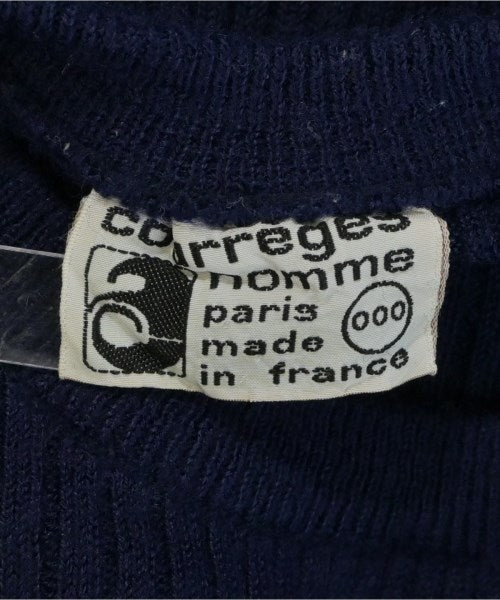 courreges
homme
paris
000
made
in france